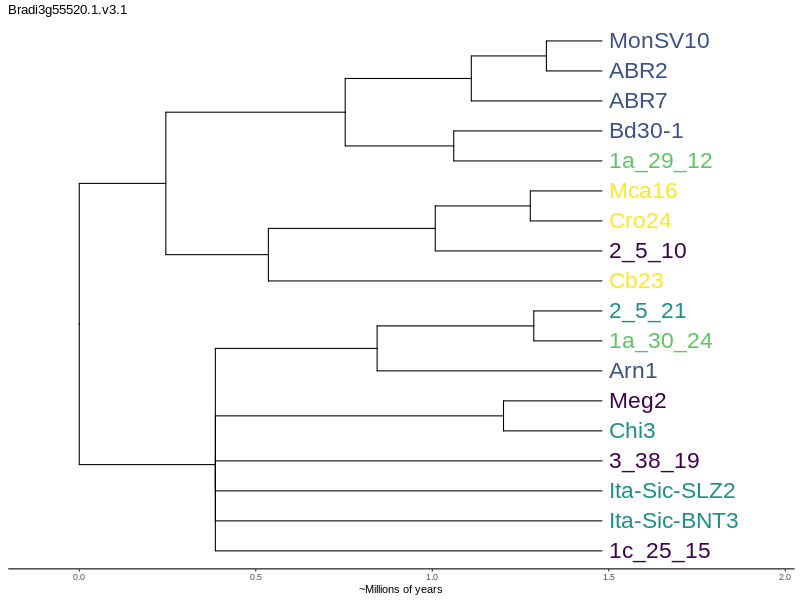 Bradi3g55520.1.v3.1
MonSV10
ABR2
ABR7
Bd30-1
1a_29_12
Mca16
Cro24
2_5_10
Cb23
2_5_21
1a_30_24
Arn1
Meg2
Chi3
3_38_19
Ita-Sic-SLZ2
Ita-Sic-BNT3
1c_25_15
0.0 0.5 1.0 1.5 2.0
~Millions of years